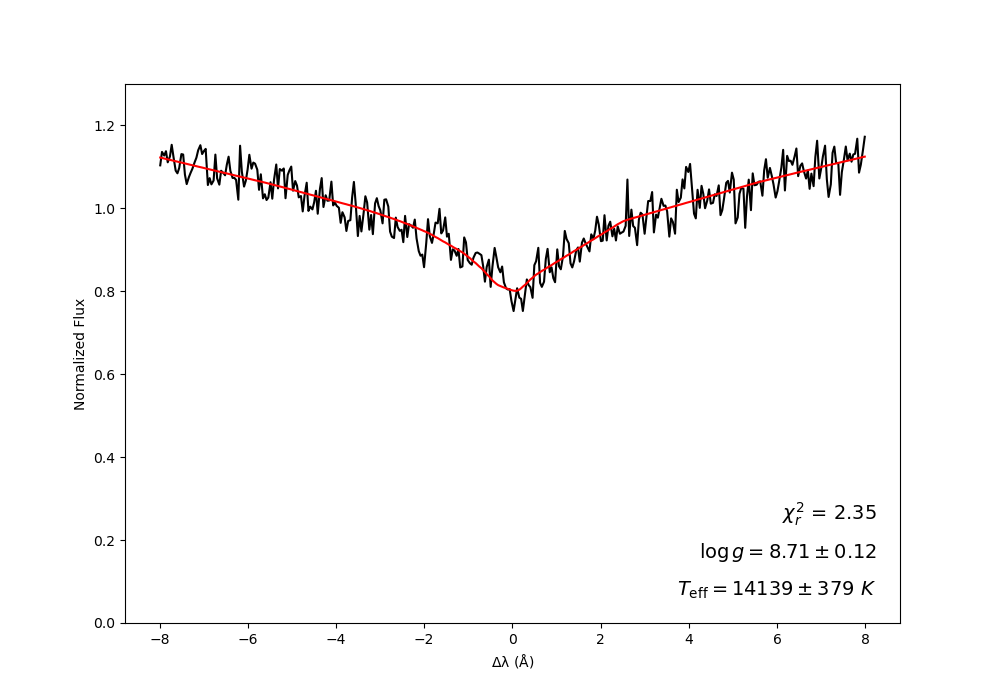 1.2
1.0
0.8
0.6
0.4
0.2
0.0
Normalized Flux
χ²ᵣ = 2.35
log g = 8.71 ± 0.12
T_eff = 14139 ± 379 K
−8 −6 −4 −2 0 2 4 6 8
Δλ (Å)